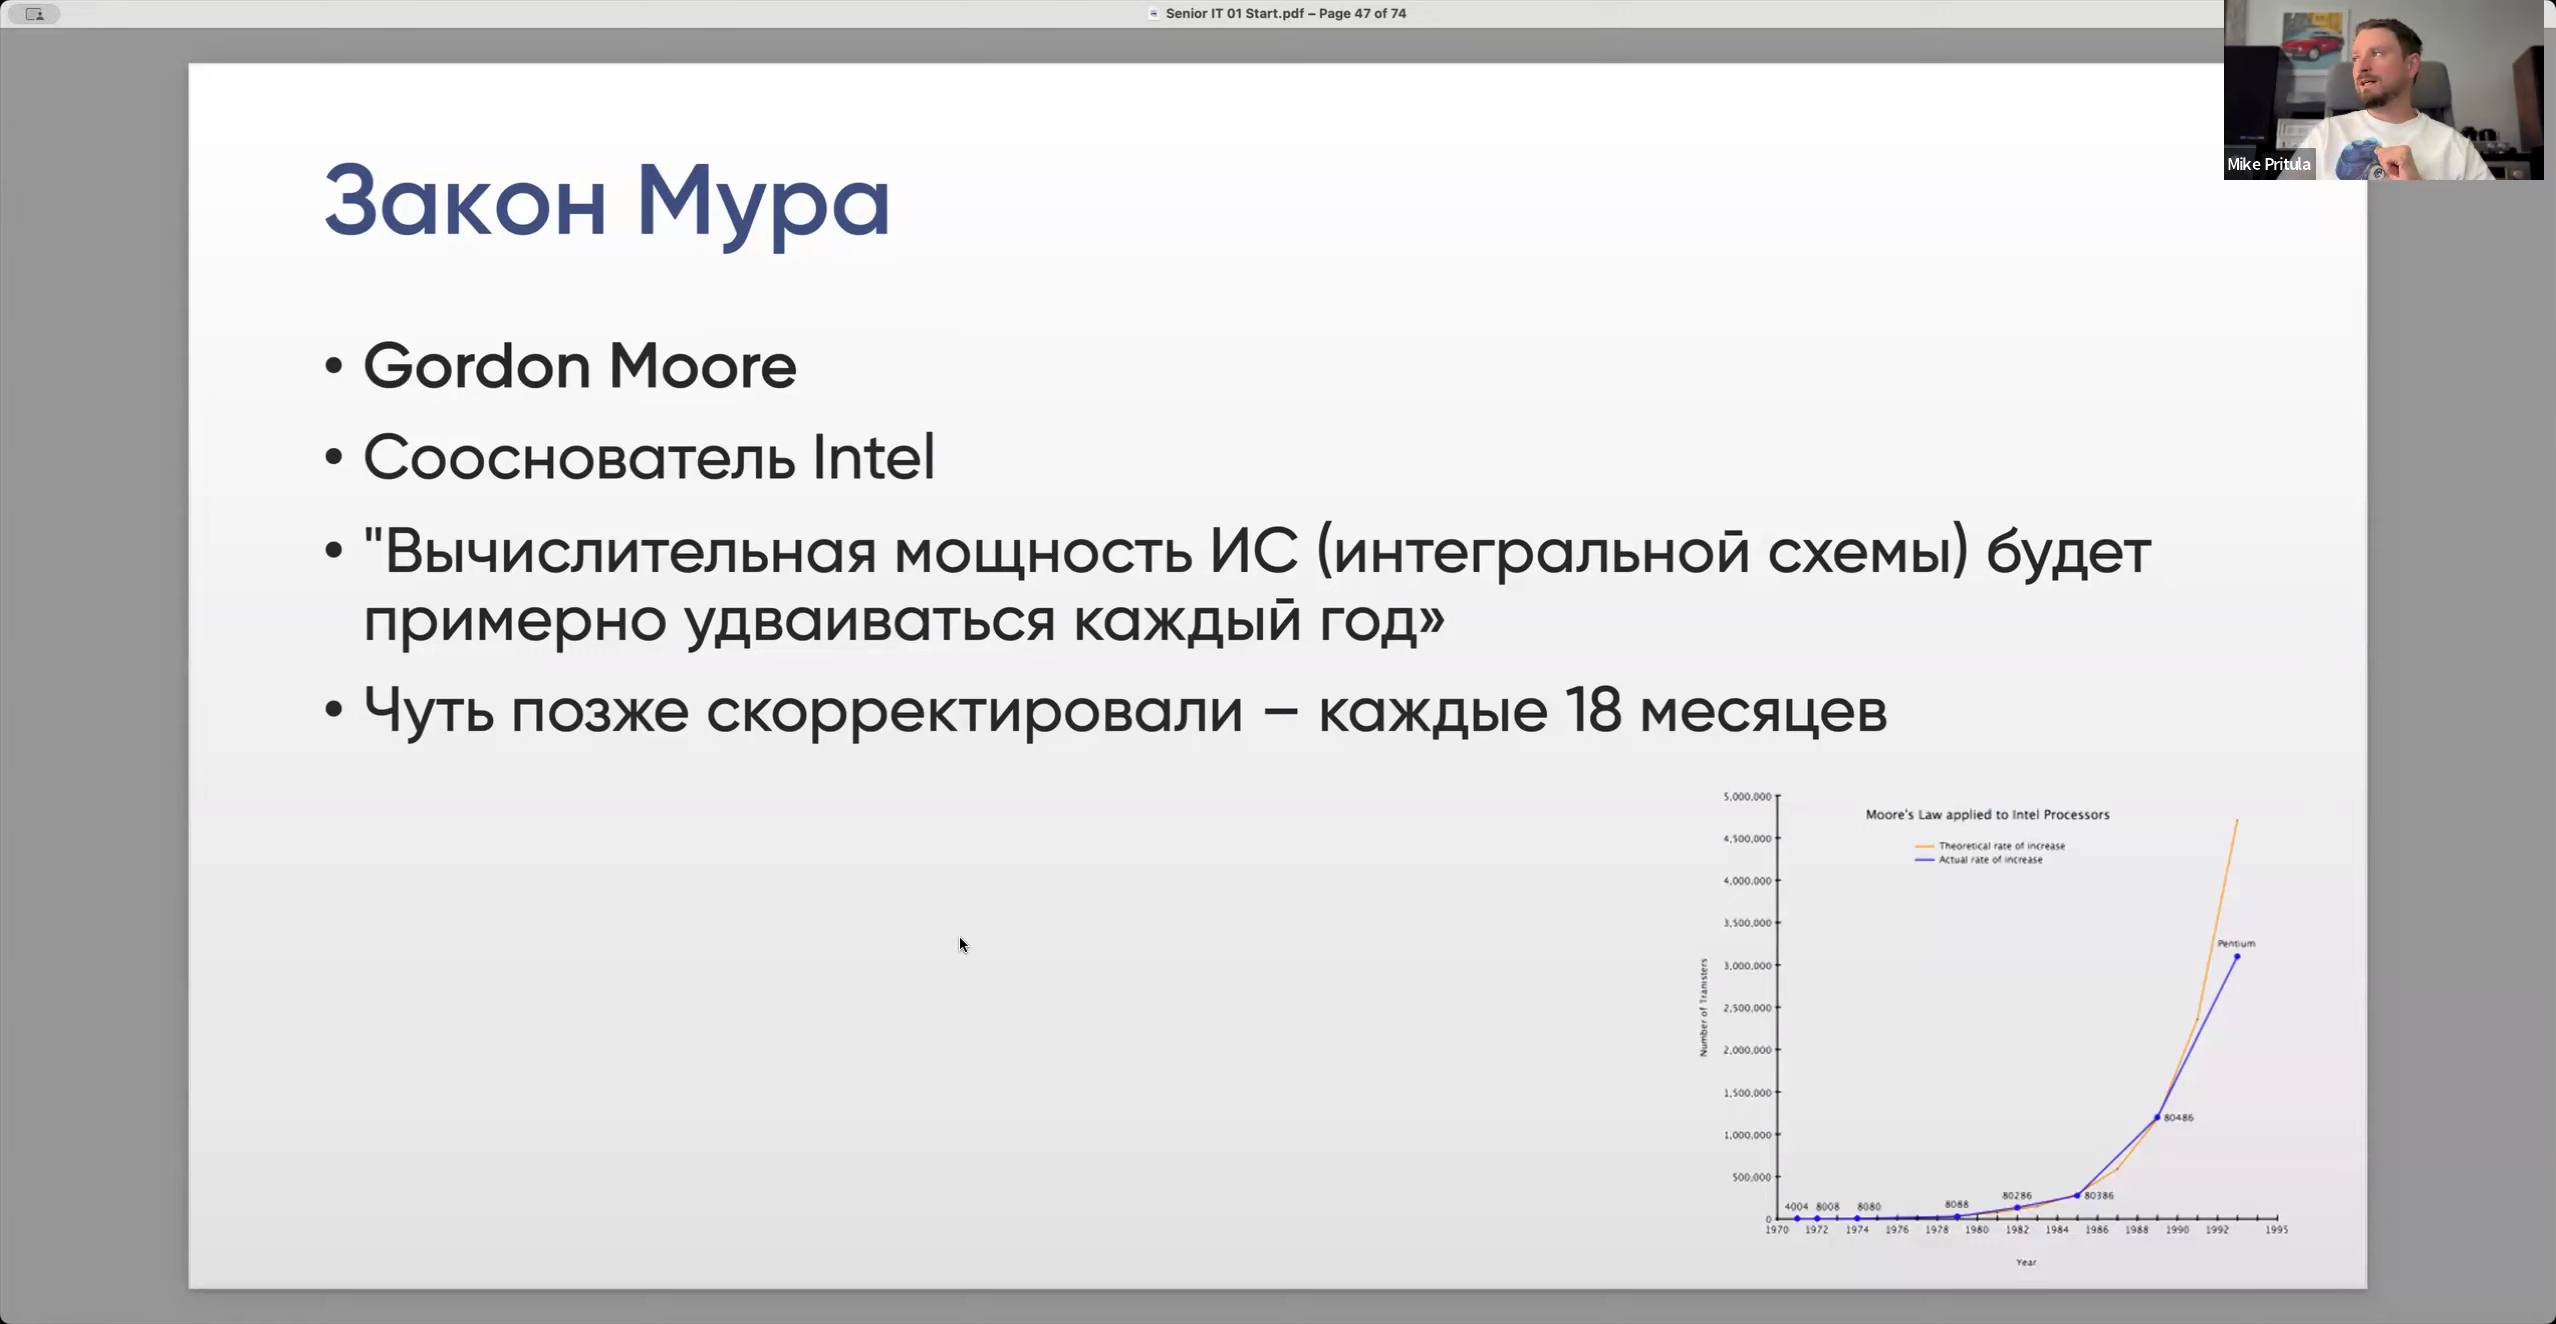 Senior IT 01 Start.pdf – Page 47 of 74
Mike Pritula
Закон Мура
• Gordon Moore
• Сооснователь Intel
• "Вычислительная мощность ИС (интегральной схемы) будет
примерно удваиваться каждый год»
• Чуть позже скорректировали – каждые 18 месяцев
Moore's Law applied to Intel Processors
Theoretical rate of increase
Actual rate of increase
Number of Tranisters
5,000,000
4,500,000
4,000,000
3,500,000
3,000,000
2,500,000
2,000,000
1,500,000
1,000,000
500,000
0
Pentium
80486
80386
80286
8088
4004 8008 8080
1970 1972 1974 1976 1978 1980 1982 1984 1986 1988 1990 1992 1995
Year